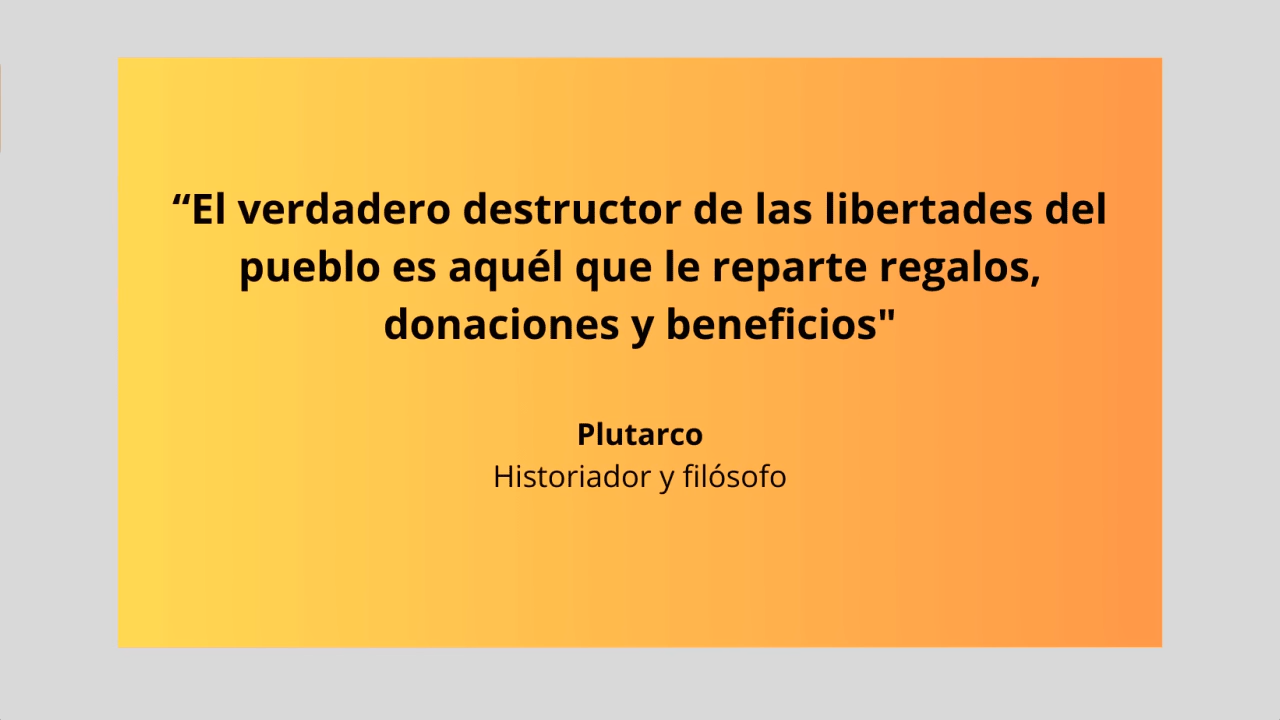 “El verdadero destructor de las libertades del
pueblo es aquél que le reparte regalos,
donaciones y beneficios"
Plutarco
Historiador y filósofo